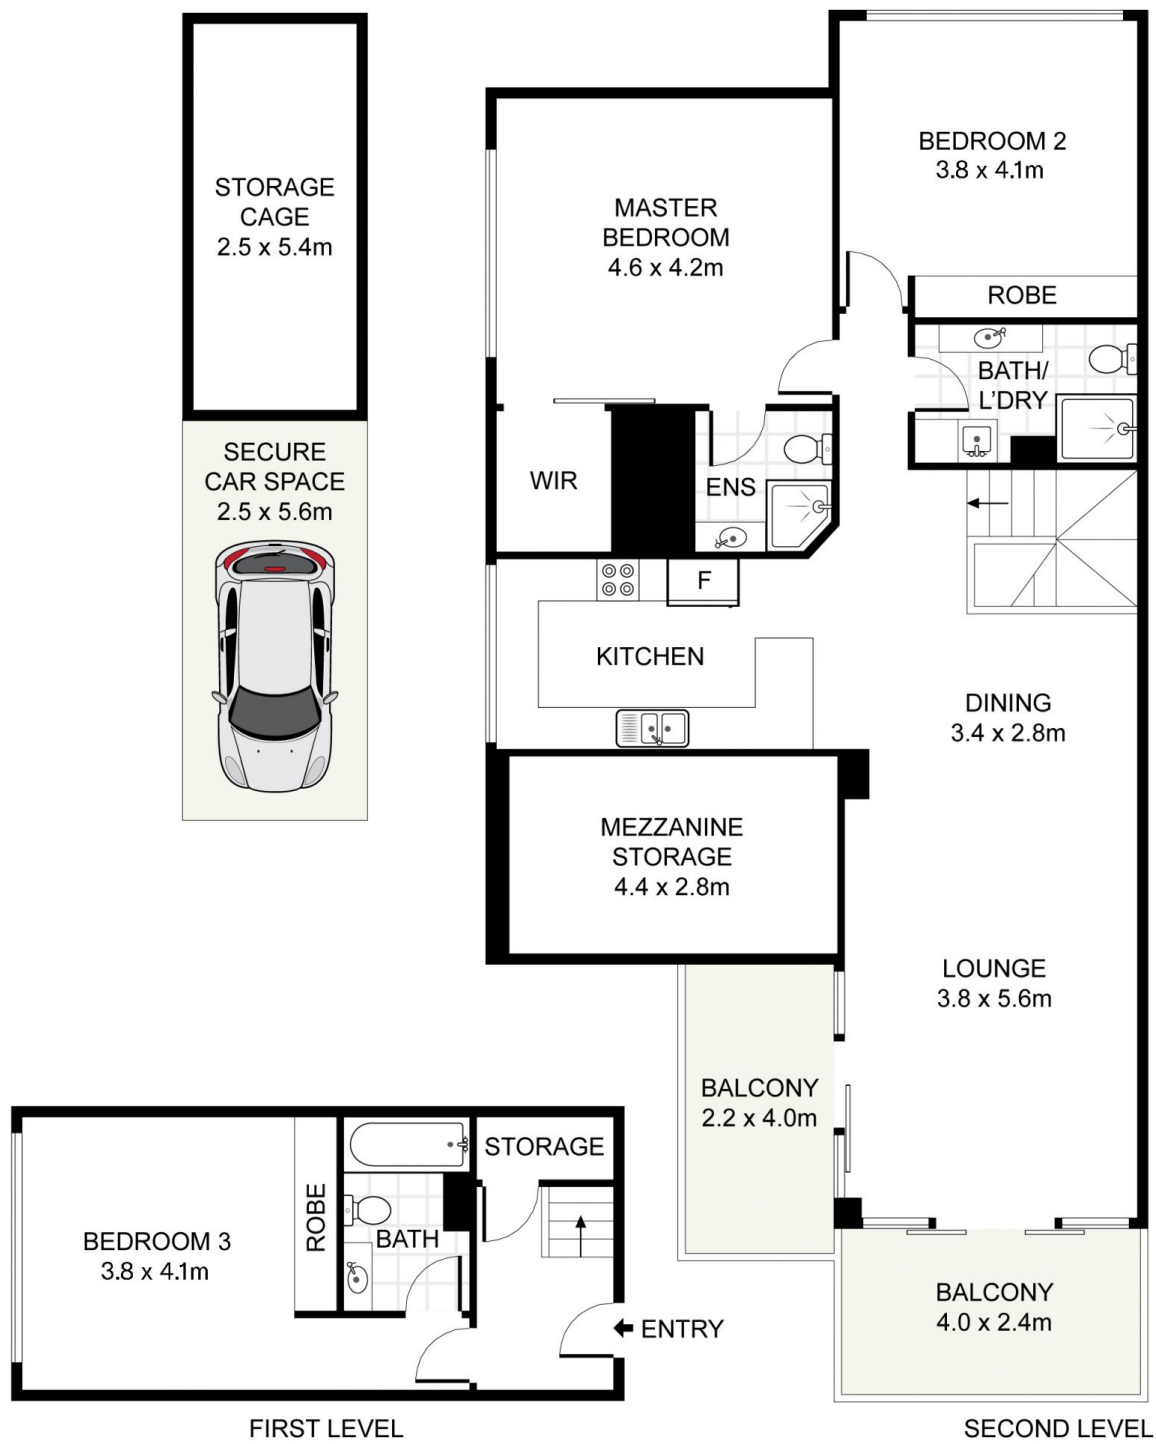 STORAGE
CAGE
2.5 x 5.4m
SECURE
CAR SPACE
2.5 x 5.6m
BEDROOM 2
3.8 x 4.1m
ROBE
MASTER
BEDROOM
4.6 x 4.2m
BATH/
L'DRY
WIR
ENS
F
KITCHEN
DINING
3.4 x 2.8m
MEZZANINE
STORAGE
4.4 x 2.8m
LOUNGE
3.8 x 5.6m
BALCONY
2.2 x 4.0m
BALCONY
4.0 x 2.4m
SECOND LEVEL
STORAGE
ROBE
BATH
BEDROOM 3
3.8 x 4.1m
ENTRY
FIRST LEVEL